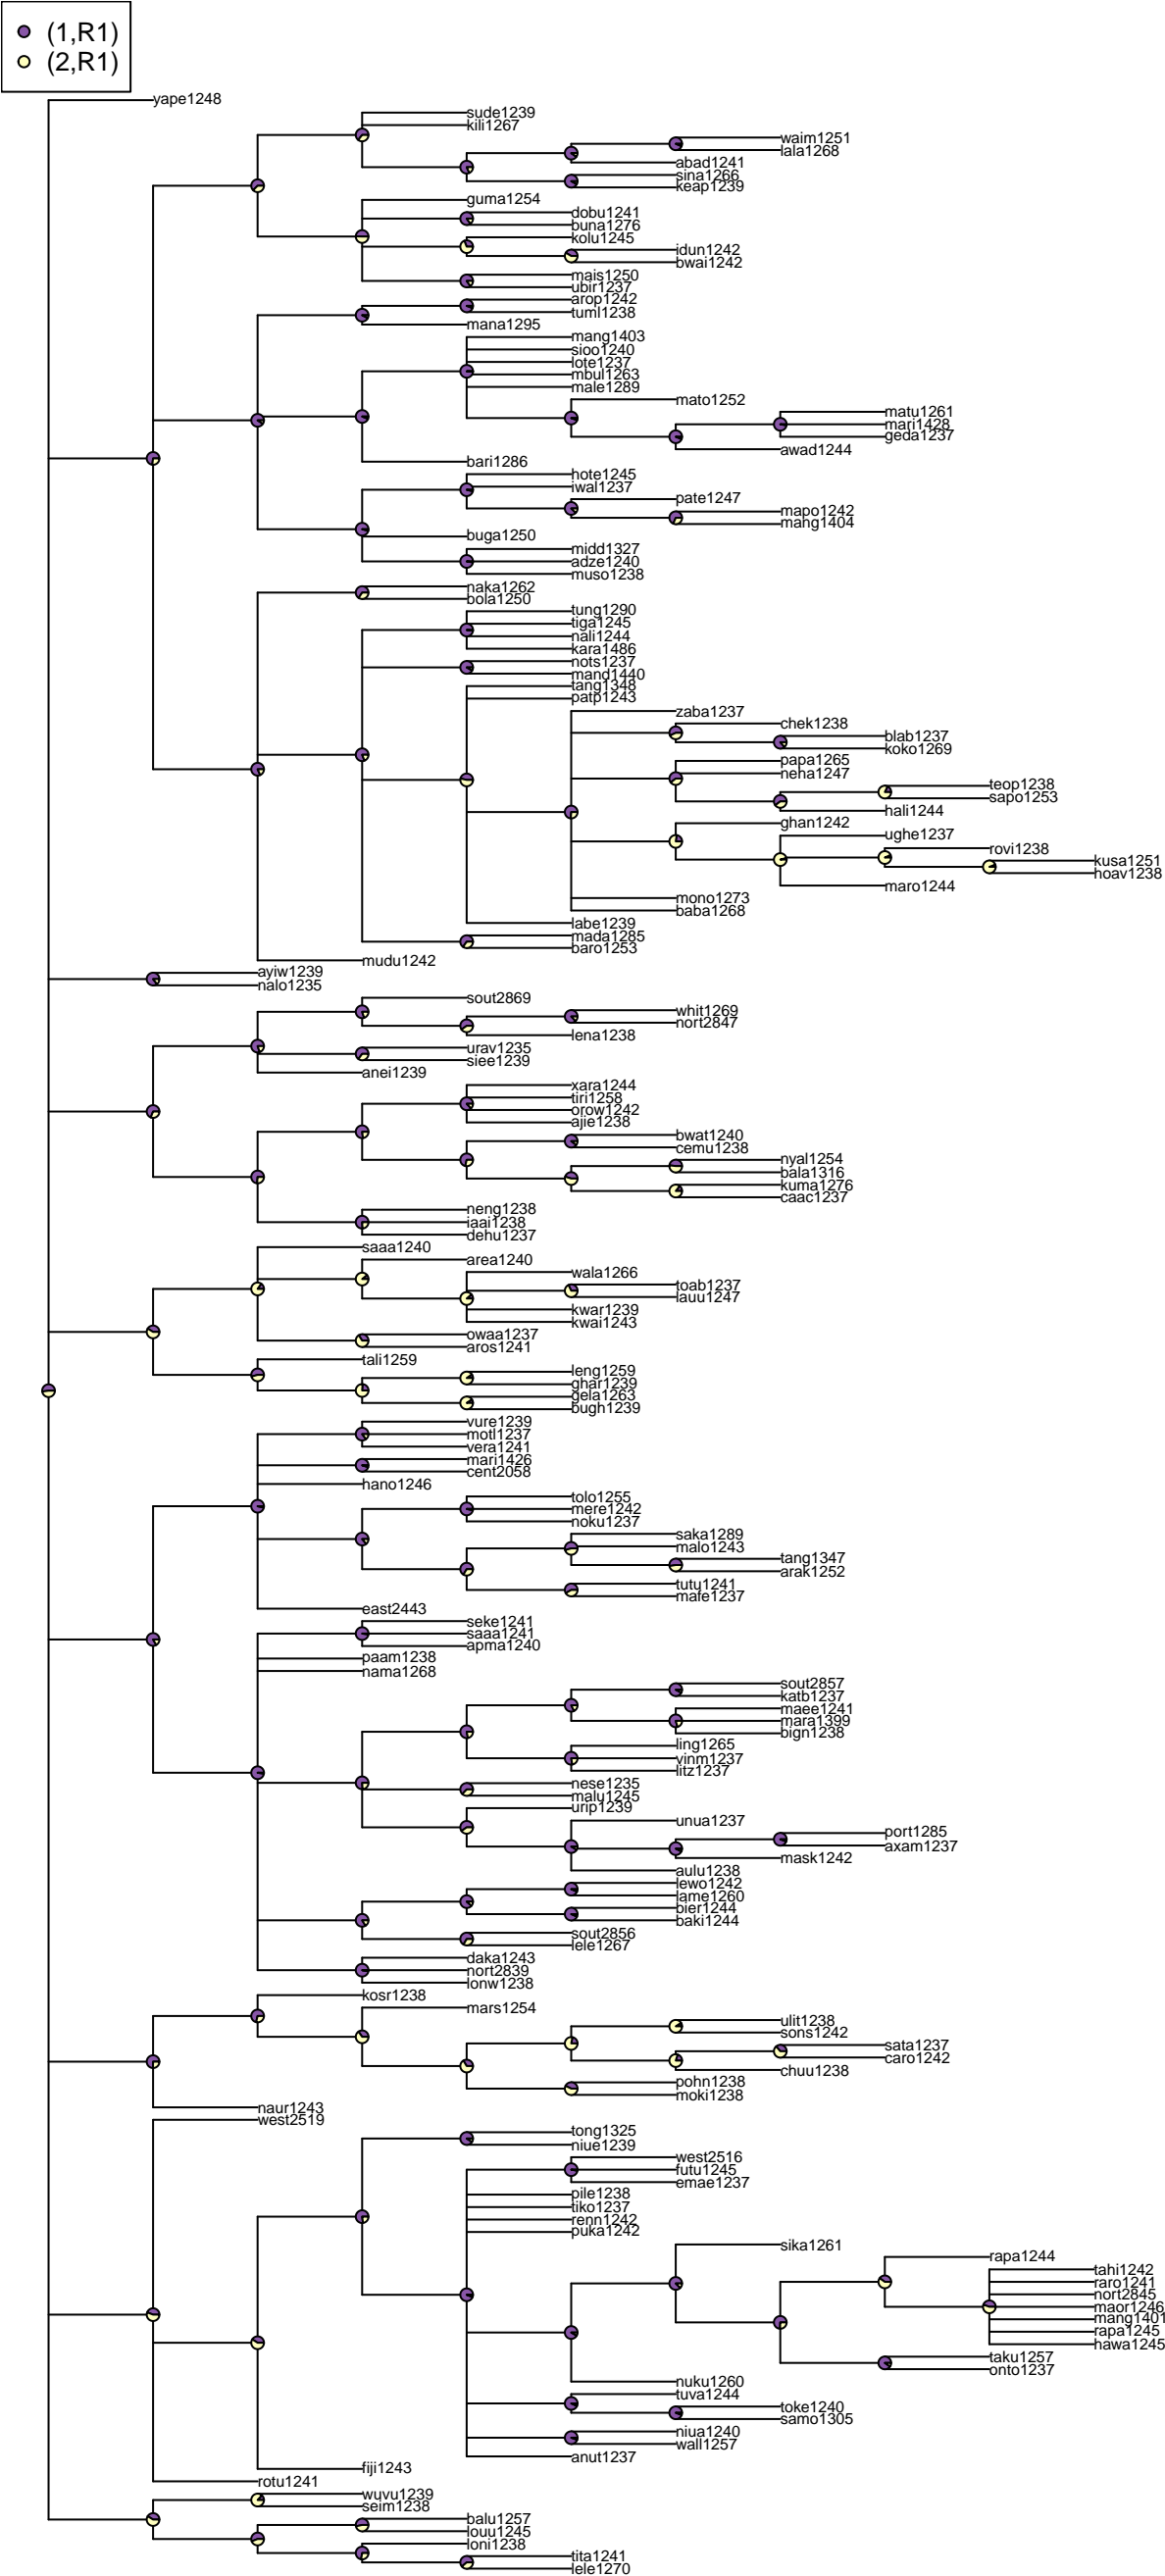 (1,R1)
(2,R1)
yape1248
sude1239
kili1267
waim1251
lala1268
abad1241
sina1266
keap1239
guma1254
dobu1241
buna1276
kolu1245
idun1242
bwai1242
mais1250
ubir1237
arop1242
tuml1238
mana1295
mang1403
sioo1240
lote1237
mbul1263
male1289
mato1252
matu1261
mari1428
geda1237
awad1244
bari1286
hote1245
iwal1237
pate1247
mapo1242
mang1404
buga1250
midd1327
adze1240
muso1238
naka1262
bola1250
tung1290
tiga1245
nali1244
kara1486
nots1237
mand1440
tang1348
patp1243
zaba1237
chek1238
blab1237
koko1269
papa1265
neha1247
teop1238
sapo1253
hali1244
ghan1242
ughe1237
rovi1238
kusa1251
hoav1238
maro1244
mono1273
baba1268
labe1239
mada1285
baro1253
mudu1242
ayiw1239
nalo1235
sout2869
whit1269
nort2847
lena1238
urav1235
siee1239
anei1239
xara1244
tiri1258
orow1242
ajie1238
bwat1240
cemu1238
nyal1254
bala1316
kuma1276
caac1237
neng1238
iaai1238
dehu1237
saaa1240
area1240
wala1266
toab1237
lauu1247
kwar1239
kwai1243
owaa1237
aros1241
tali1259
leng1259
ghar1239
gela1263
bugh1239
vure1239
motl1237
vera1241
mari1426
cent2058
hano1246
tolo1255
mere1242
noku1237
saka1289
malo1243
tang1347
arak1252
tutu1241
mafe1237
east2443
seke1241
saaa1241
apma1240
paam1238
nama1268
sout2857
katb1237
maee1241
mara1399
bign1238
ling1265
vinm1237
litz1237
nese1235
malu1245
urip1239
unua1237
port1285
axam1237
mask1242
aulu1238
lewo1242
lame1260
bier1244
baki1244
sout2856
lele1267
daka1243
nort2839
lonw1238
kosr1238
mars1254
ulit1238
sons1242
sata1237
caro1242
chuu1238
pohn1238
moki1238
naur1243
west2519
tong1325
niue1239
west2516
futu1245
emae1237
pile1238
tiko1237
renn1242
puka1242
sika1261
rapa1244
tahi1242
raro1241
nort2845
maor1246
mang1401
rapa1245
hawa1245
taku1257
onto1237
nuku1260
tuva1244
toke1240
samo1305
niua1240
wall1257
anut1237
fiji1243
rotu1241
wuvu1239
seim1238
balu1257
louu1245
loni1238
tita1241
lele1270